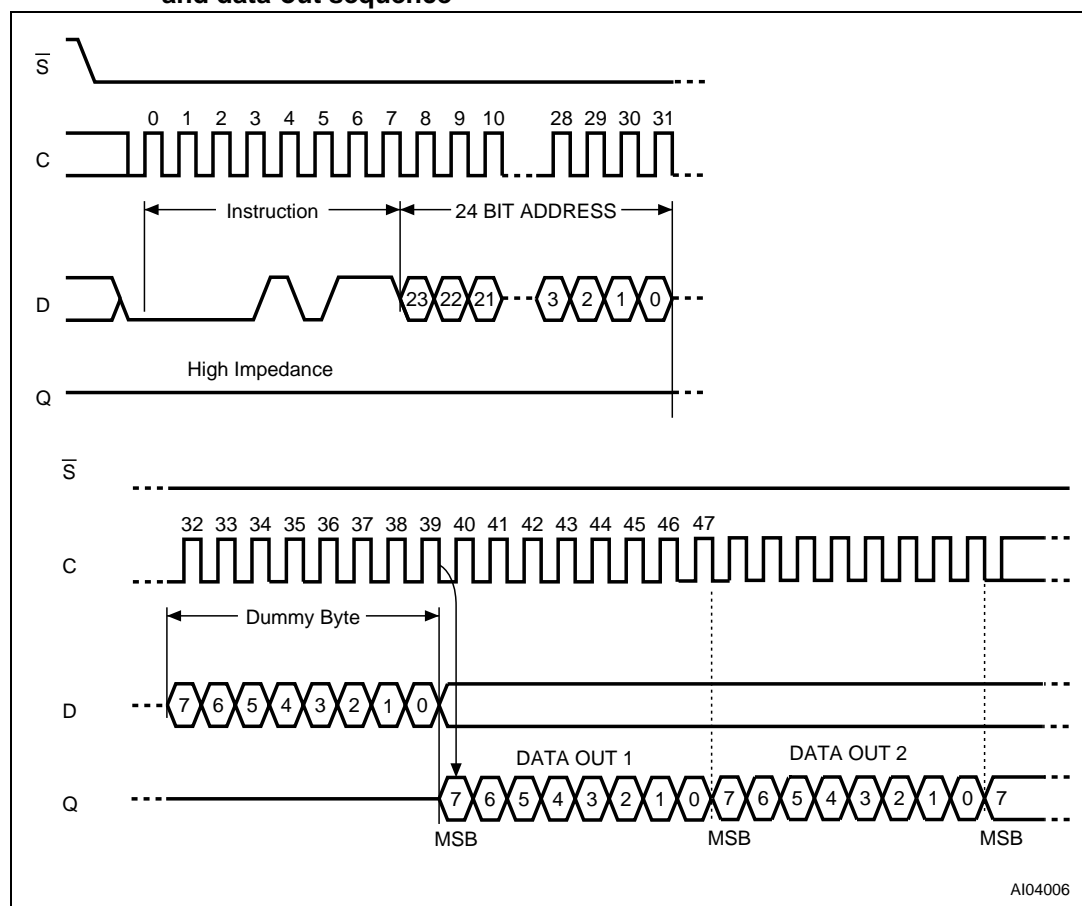 and data-out sequence
S
0 1 2 3 4 5 6 7 8 9 10 28 29 30 31
C
Instruction 24 BIT ADDRESS
D 23 22 21 3 2 1 0
High Impedance
Q
S
32 33 34 35 36 37 38 39 40 41 42 43 44 45 46 47
C
Dummy Byte
D 7 6 5 4 3 2 1 0
DATA OUT 1 DATA OUT 2
Q 7 6 5 4 3 2 1 0 7 6 5 4 3 2 1 0 7
MSB MSB MSB
AI04006